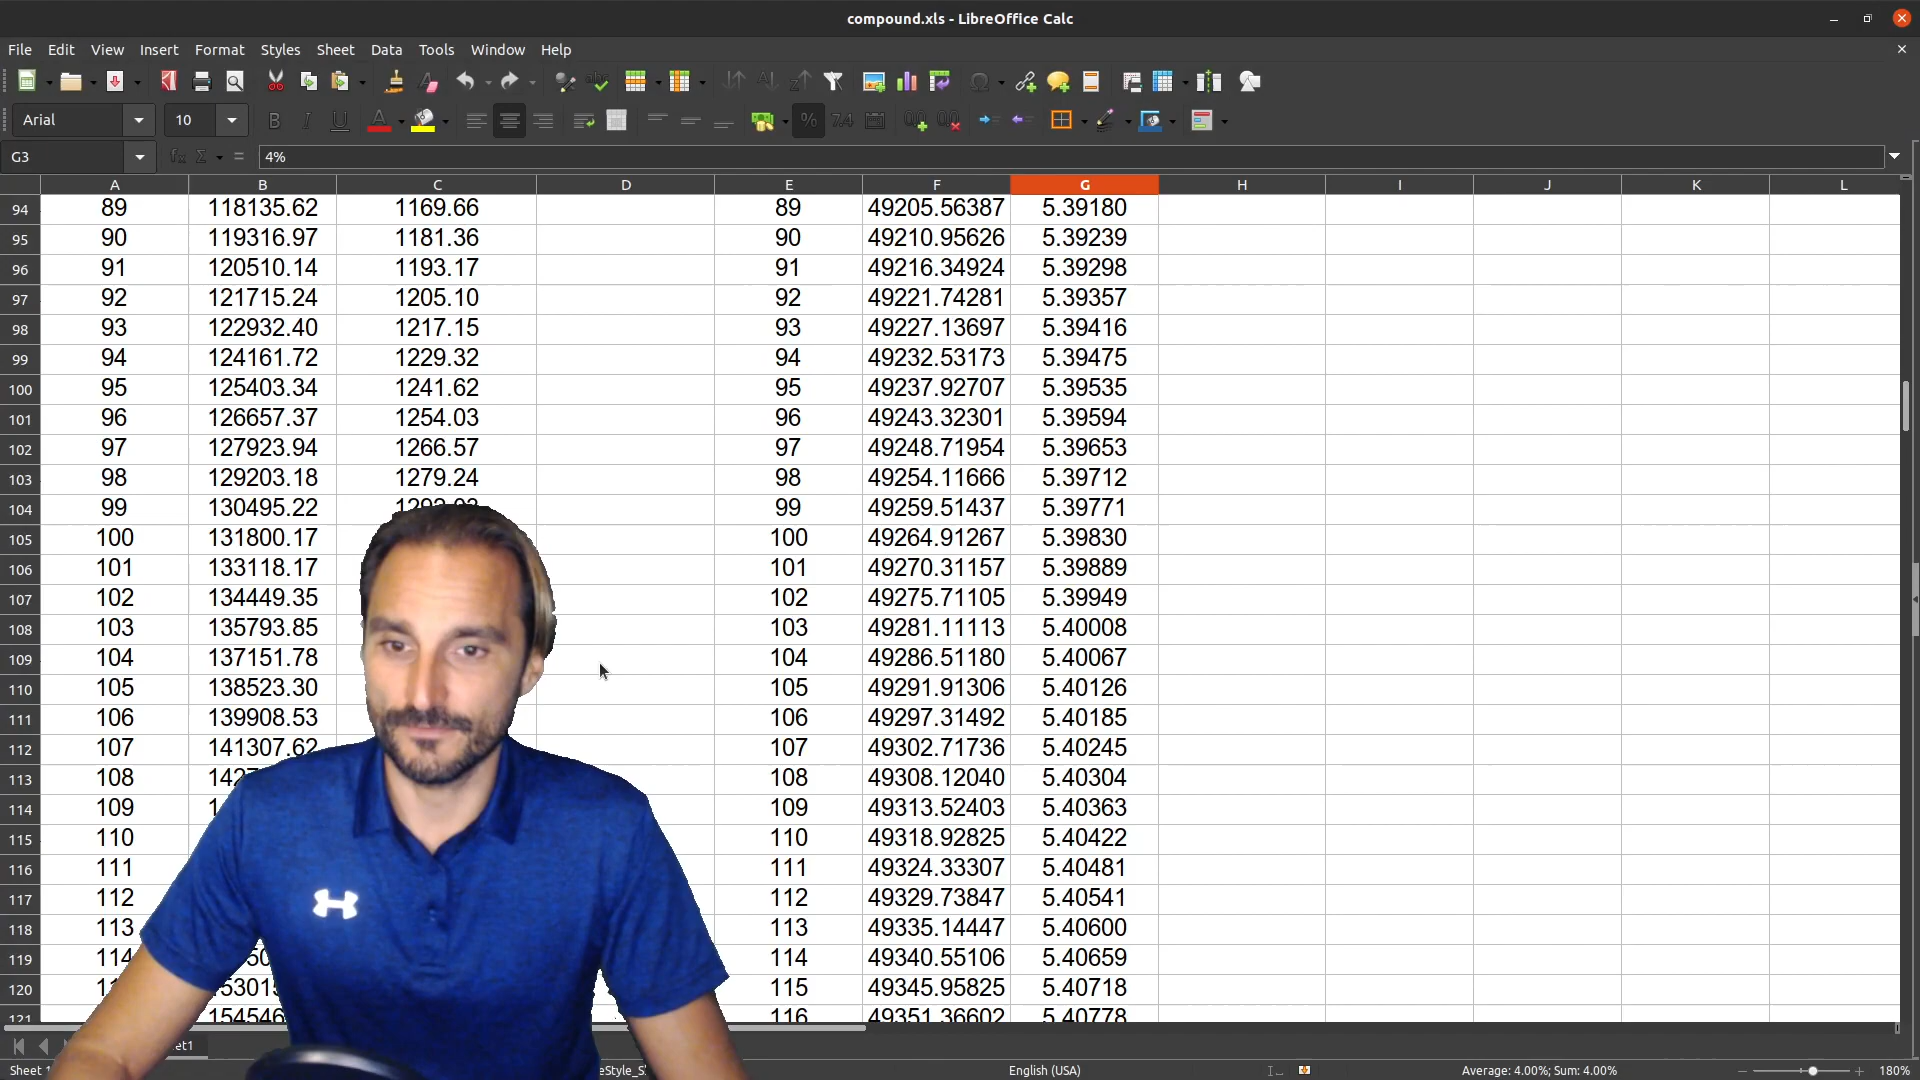 compound.xls - LibreOffice Calc
File Edit View Insert Format Styles Sheet Data Tools Window Help
Arial 10
G3 4%
A B C D E F G H I J K L
94 89 118135.62 1169.66 89 49205.56387 5.39180
95 90 119316.97 1181.36 90 49210.95626 5.39239
96 91 120510.14 1193.17 91 49216.34924 5.39298
97 92 121715.24 1205.10 92 49221.74281 5.39357
98 93 122932.40 1217.15 93 49227.13697 5.39416
99 94 124161.72 1229.32 94 49232.53173 5.39475
100 95 125403.34 1241.62 95 49237.92707 5.39535
101 96 126657.37 1254.03 96 49243.32301 5.39594
102 97 127923.94 1266.57 97 49248.71954 5.39653
103 98 129203.18 1279.24 98 49254.11666 5.39712
104 99 130495.22 1292.03 99 49259.51437 5.39771
105 100 131800.17 100 49264.91267 5.39830
106 101 133118.17 101 49270.31157 5.39889
107 102 134449.35 102 49275.71105 5.39949
108 103 135793.85 103 49281.11113 5.40008
109 104 137151.78 104 49286.51180 5.40067
110 105 138523.30 105 49291.91306 5.40126
111 106 139908.53 106 49297.31492 5.40185
112 107 141307.62 107 49302.71736 5.40245
113 108 108 49308.12040 5.40304
114 109 109 49313.52403 5.40363
115 110 110 49318.92825 5.40422
116 111 111 49324.33307 5.40481
117 112 112 49329.73847 5.40541
118 113 113 49335.14447 5.40600
119 114 114 49340.55106 5.40659
120 115 49345.95825 5.40718
121 116 49351.36602 5.40778
English (USA) Average: 4.00%; Sum: 4.00% 180%